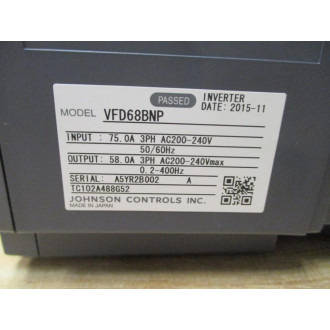 PASSED INVERTER
DATE: 2015-11
MODEL VFD68BNP
INPUT : 75.0A 3PH AC200-240V
50/60Hz
OUTPUT: 58.0A 3PH AC200-240Vmax
0.2-400Hz
SERIAL: A5YR2B002 A
TC102A488G52
JOHNSON CONTROLS INC.
MADE IN JAPAN